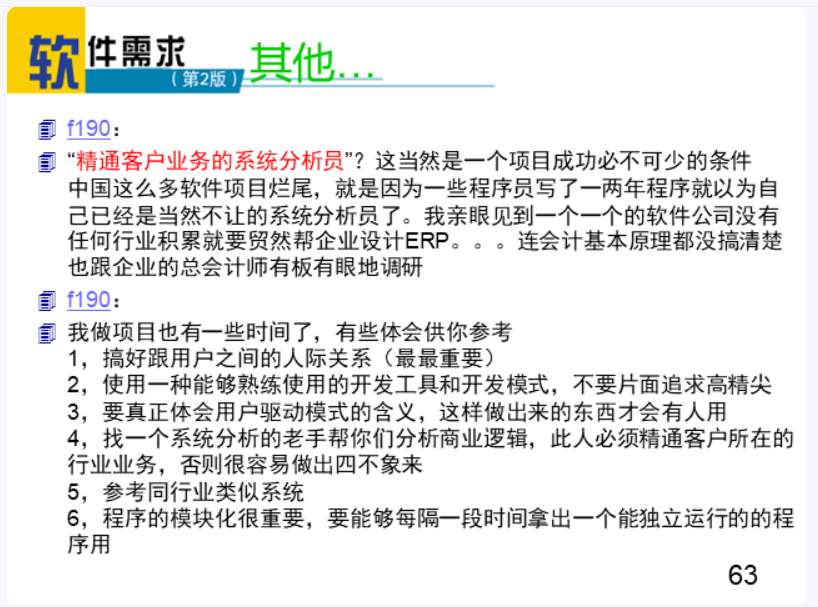 软件需求
（第2版）
其他…
f190：
“精通客户业务的系统分析员”？这当然是一个项目成功必不可少的条件
中国这么多软件项目烂尾，就是因为一些程序员写了一两年程序就以为自
己已经是当然不让的系统分析员了。我亲眼见到一个一个的软件公司没有
任何行业积累就要贸然帮企业设计ERP。。。连会计基本原理都没搞清楚
也跟企业的总会计师有板有眼地调研
f190：
我做项目也有一些时间了，有些体会供你参考
1，搞好跟用户之间的人际关系（最最重要）
2，使用一种能够熟练使用的开发工具和开发模式，不要片面追求高精尖
3，要真正体会用户驱动模式的含义，这样做出来的东西才会有人用
4，找一个系统分析的老手帮你们分析商业逻辑，此人必须精通客户所在的
行业业务，否则很容易做出四不象来
5，参考同行业类似系统
6，程序的模块化很重要，要能够每隔一段时间拿出一个能独立运行的的程
序用
63